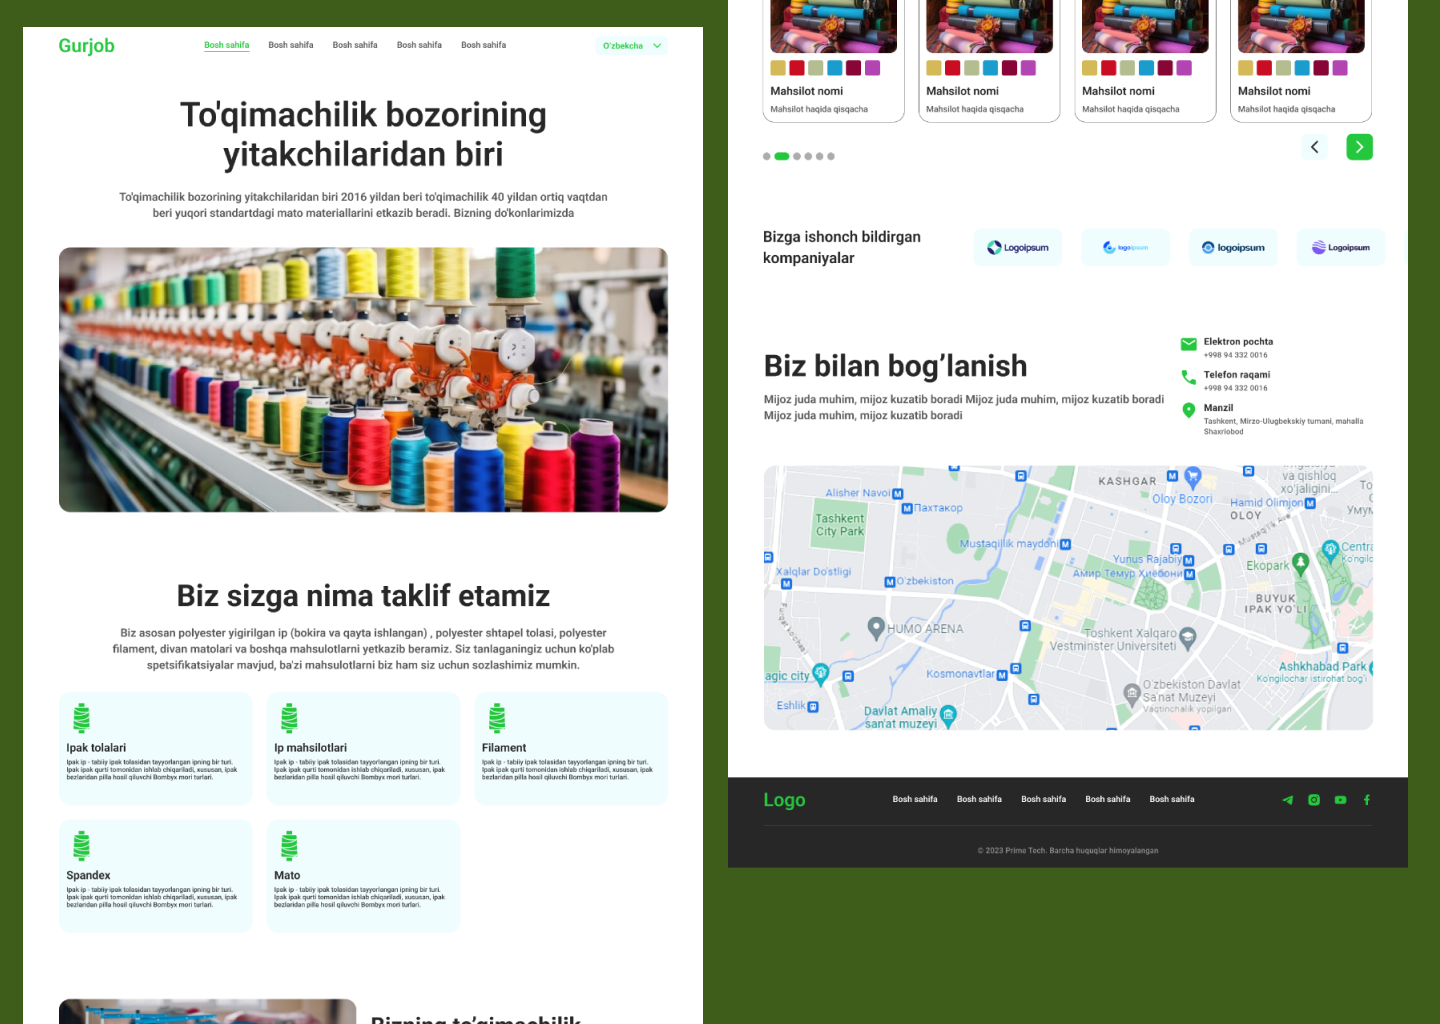 Gurjob
Bosh sahifa Bosh sahifa Bosh sahifa Bosh sahifa Bosh sahifa
O'zbekcha
To'qimachilik bozorining
yitakchilaridan biri
To'qimachilik bozorining yitakchilaridan biri 2016 yildan beri to'qimachilik 40 yildan ortiq vaqtdan
beri yuqori standartdagi mato materiallarini etkazib beradi. Bizning do'konlarimizda
Biz sizga nima taklif etamiz
Biz asosan polyester yigirilgan ip (bokira va qayta ishlangan) , polyester shtapel tolasi, polyester
filament, divan matolari va boshqa mahsulotlarni yetkazib beramiz. Siz tanlaganingiz uchun ko'plab
spetsifikatsiyalar mavjud, ba'zi mahsulotlarni biz ham siz uchun sozlashimiz mumkin.
Ipak tolalari
Ipak ip - tabiiy ipak tolasidan tayyorlangan ipning bir turi.
Ipak ipak qurti tomonidan ishlab chiqariladi, xususan, ipak
bezlaridan pilla hosil qiluvchi Bombyx mori turlari.
Ip mahsilotlari
Ipak ip - tabiiy ipak tolasidan tayyorlangan ipning bir turi.
Ipak ipak qurti tomonidan ishlab chiqariladi, xususan, ipak
bezlaridan pilla hosil qiluvchi Bombyx mori turlari.
Filament
Ipak ip - tabiiy ipak tolasidan tayyorlangan ipning bir turi.
Ipak ipak qurti tomonidan ishlab chiqariladi, xususan, ipak
bezlaridan pilla hosil qiluvchi Bombyx mori turlari.
Spandex
Ipak ip - tabiiy ipak tolasidan tayyorlangan ipning bir turi.
Ipak ipak qurti tomonidan ishlab chiqariladi, xususan, ipak
bezlaridan pilla hosil qiluvchi Bombyx mori turlari.
Mato
Ipak ip - tabiiy ipak tolasidan tayyorlangan ipning bir turi.
Ipak ipak qurti tomonidan ishlab chiqariladi, xususan, ipak
bezlaridan pilla hosil qiluvchi Bombyx mori turlari.
Bizning to'qimachilik
Mahsilot nomi
Mahsilot haqida qisqacha
Mahsilot nomi
Mahsilot haqida qisqacha
Mahsilot nomi
Mahsilot haqida qisqacha
Mahsilot nomi
Mahsilot haqida qisqacha
Bizga ishonch bildirgan
kompaniyalar
Logoipsum
logoipsum
logoipsum
Logoipsum
Biz bilan bog’lanish
Mijoz juda muhim, mijoz kuzatib boradi Mijoz juda muhim, mijoz kuzatib boradi
Mijoz juda muhim, mijoz kuzatib boradi
Elektron pochta
+998 94 332 0016
Telefon raqami
+998 94 332 0016
Manzil
Tashkent, Mirzo-Ulugbekskiy tumani, mahalla
Shaxriobod
va qishloq
xo'jaligini...
KASHGAR
Alisher Navoi
Oloy Bozori
Hamid Olimjon
Пахтакор
OLOY
Tashkent
City Park
Mustaqillik maydoni
Yunus Rajabiy
Ekopark
Xalqlar Do'stligi
O'zbekiston
Амир Темур Хиёбони
BUYUK
IPAK YO'LI
HUMO ARENA
Toshkent Xalqaro
Vestminster Universiteti
agic city
Kosmonavtlar
Ashkhabad Park
Ko'ngilochar istirohat bog'i
O'zbekiston Davlat
San'at Muzeyi
Vaqtinchalik yopilgan
Eshlik
Davlat Amaliy
san'at muzeyi
Logo
Bosh sahifa Bosh sahifa Bosh sahifa Bosh sahifa Bosh sahifa
© 2023 Prime Tech. Barcha huquqlar himoyalangan